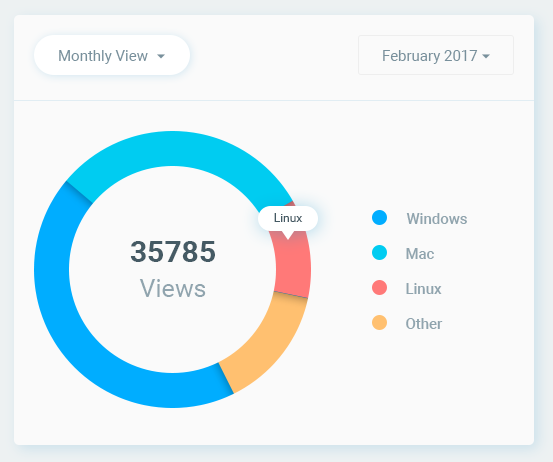 Monthly View
February 2017
Linux
35785
Views
Windows
Mac
Linux
Other